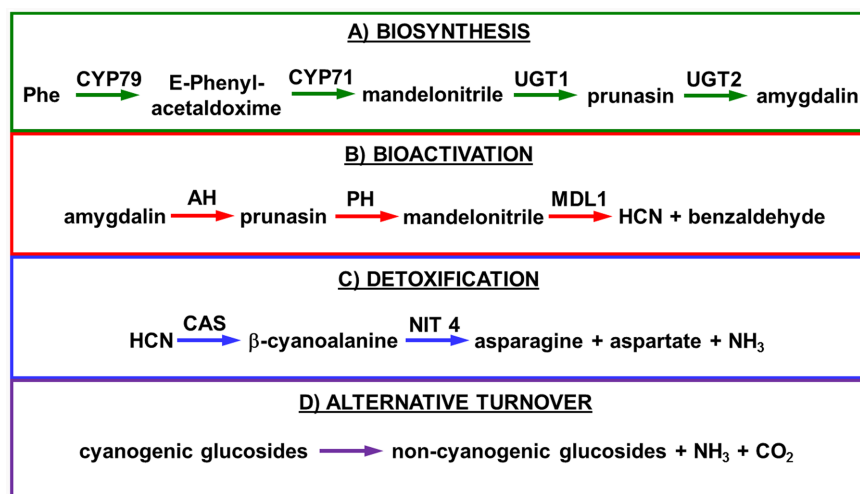 A) BIOSYNTHESIS
CYP79 CYP71 UGT1 UGT2
Phe E-Phenyl-acetaldoxime mandelonitrile prunasin amygdalin
B) BIOACTIVATION
AH PH MDL1
amygdalin prunasin mandelonitrile HCN + benzaldehyde
C) DETOXIFICATION
CAS NIT 4
HCN β-cyanoalanine asparagine + aspartate + NH₃
D) ALTERNATIVE TURNOVER
cyanogenic glucosides non-cyanogenic glucosides + NH₃ + CO₂